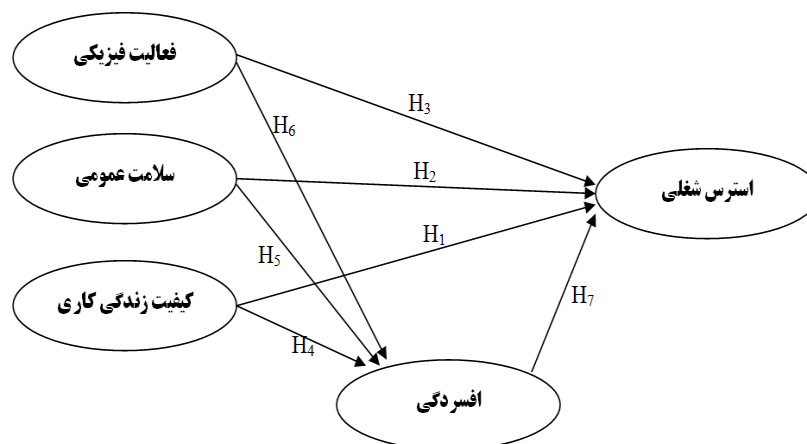 فعالیت فیزیکی
H3
H6
سلامت عمومی
H2
استرس شغلی
H1
H5
کیفیت زندگی کاری
H7
H4
افسردگی